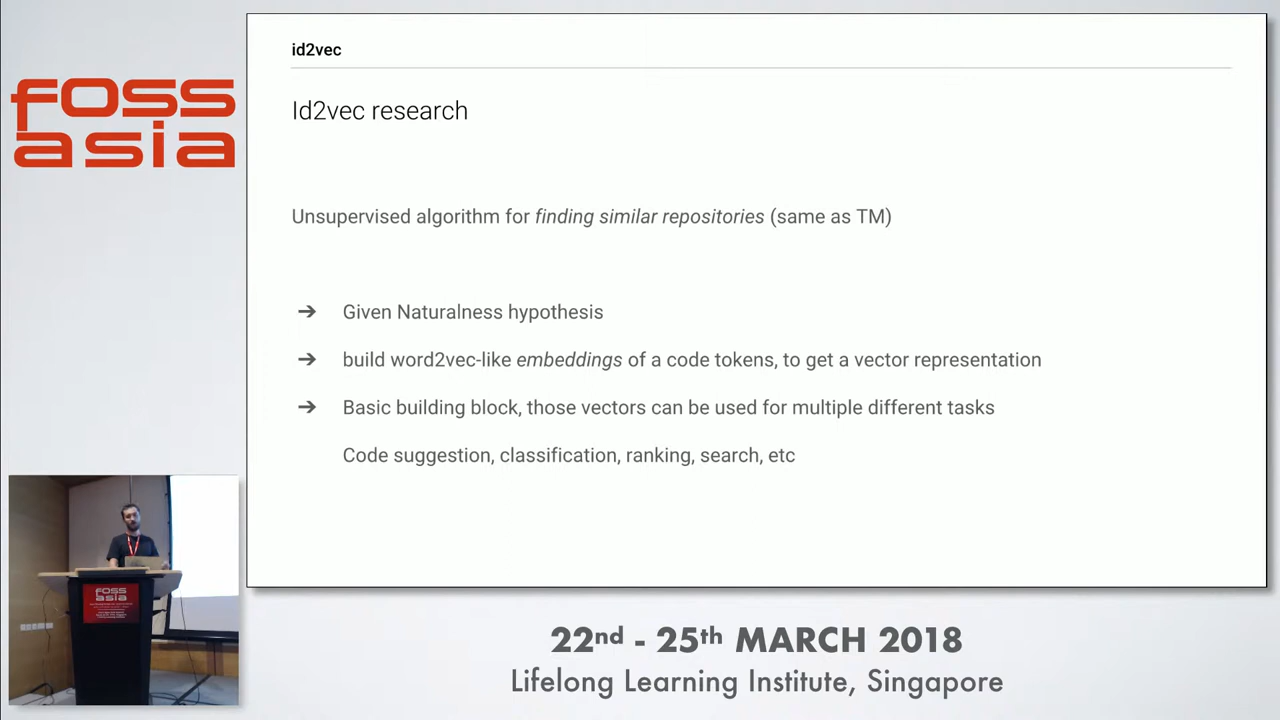 foss
asia
id2vec
Id2vec research
Unsupervised algorithm for finding similar repositories (same as TM)
➔ Given Naturalness hypothesis
➔ build word2vec-like embeddings of a code tokens, to get a vector representation
➔ Basic building block, those vectors can be used for multiple different tasks
Code suggestion, classification, ranking, search, etc
foss
asia
22nd - 25th MARCH 2018
Lifelong Learning Institute, Singapore